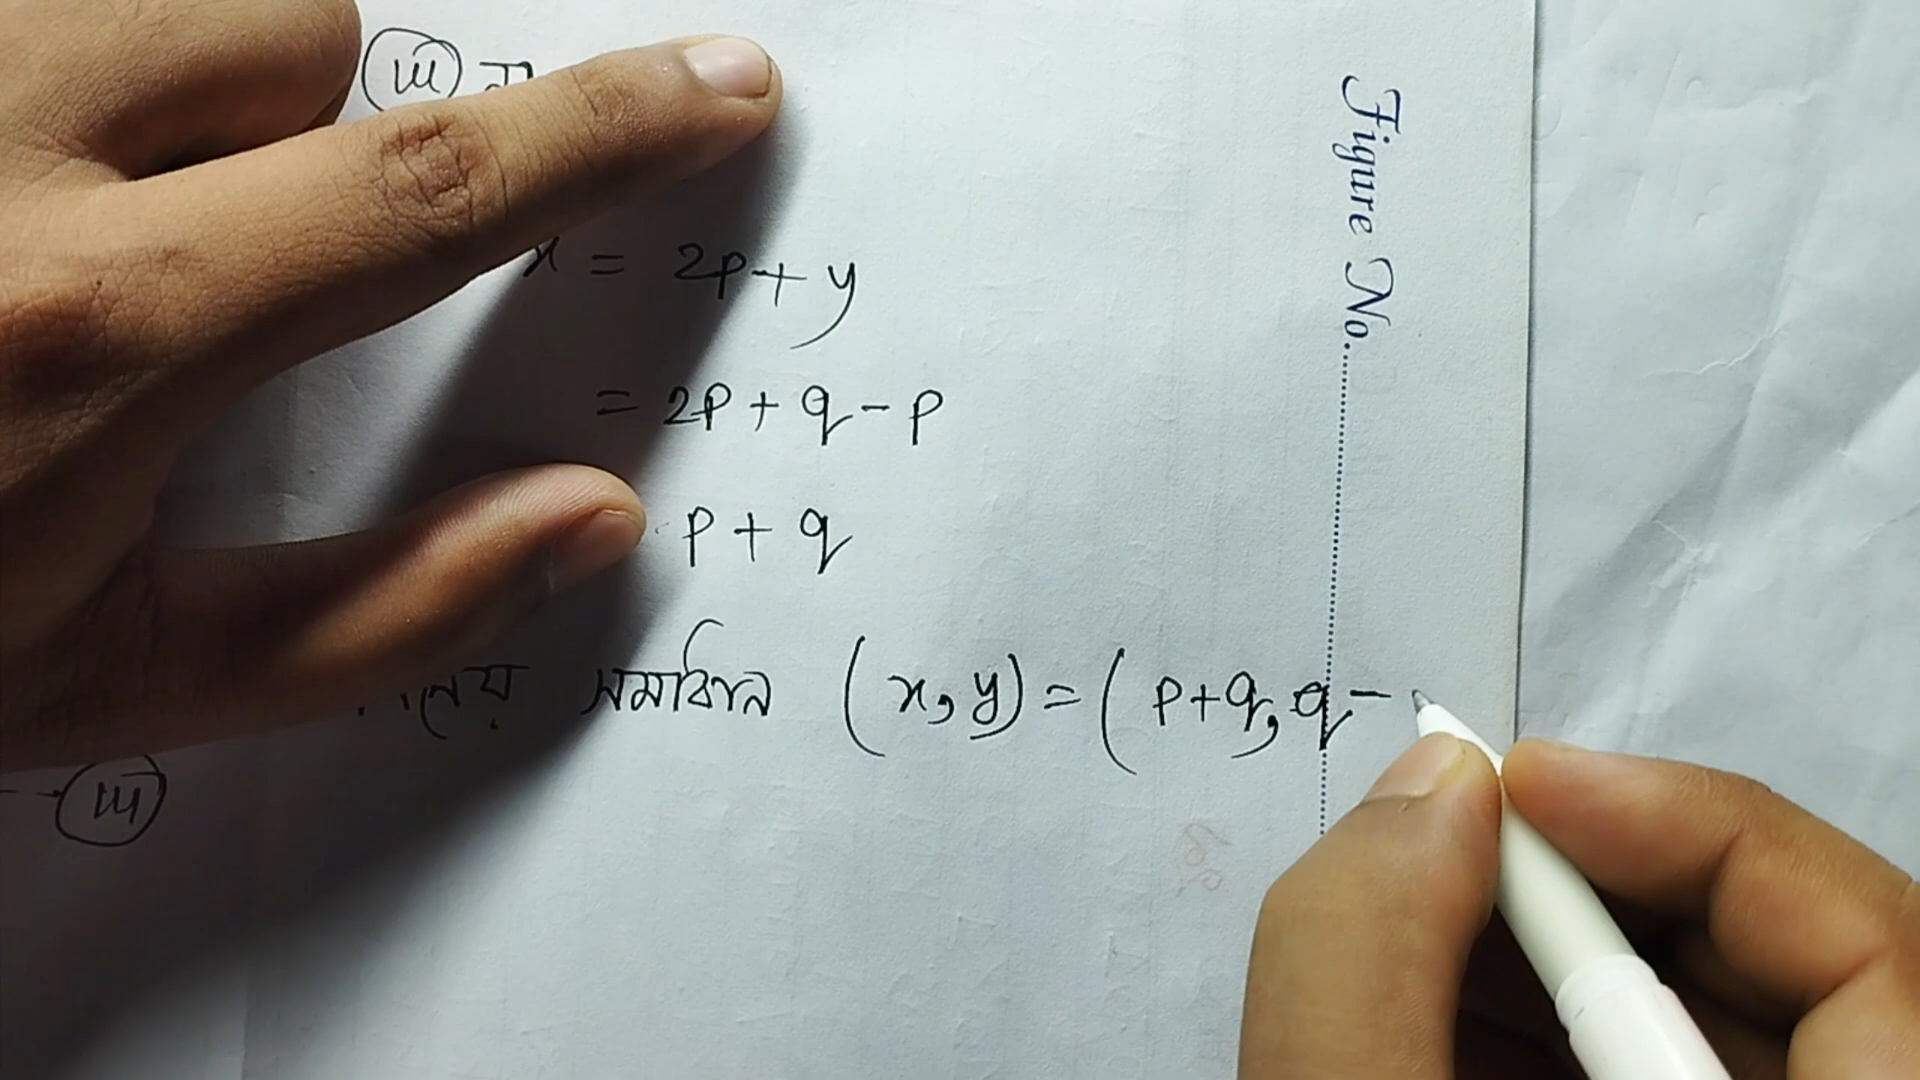 (iii)
x = 2p + y
= 2p + q - p
p + q
সমাধান (x, y) = ( p+q, q -
(iii)
Figure No.